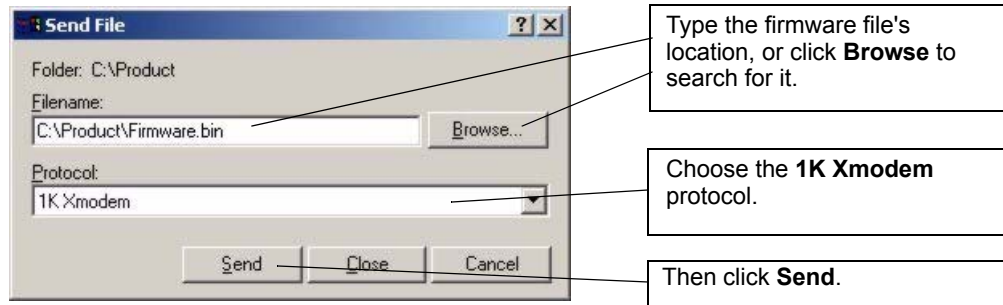 Send File
Folder: C:\Product
Filename:
C:\Product\Firmware.bin
Browse...
Protocol:
1K Xmodem
Send
Close
Cancel
Type the firmware file's
location, or click Browse to
search for it.
Choose the 1K Xmodem
protocol.
Then click Send.